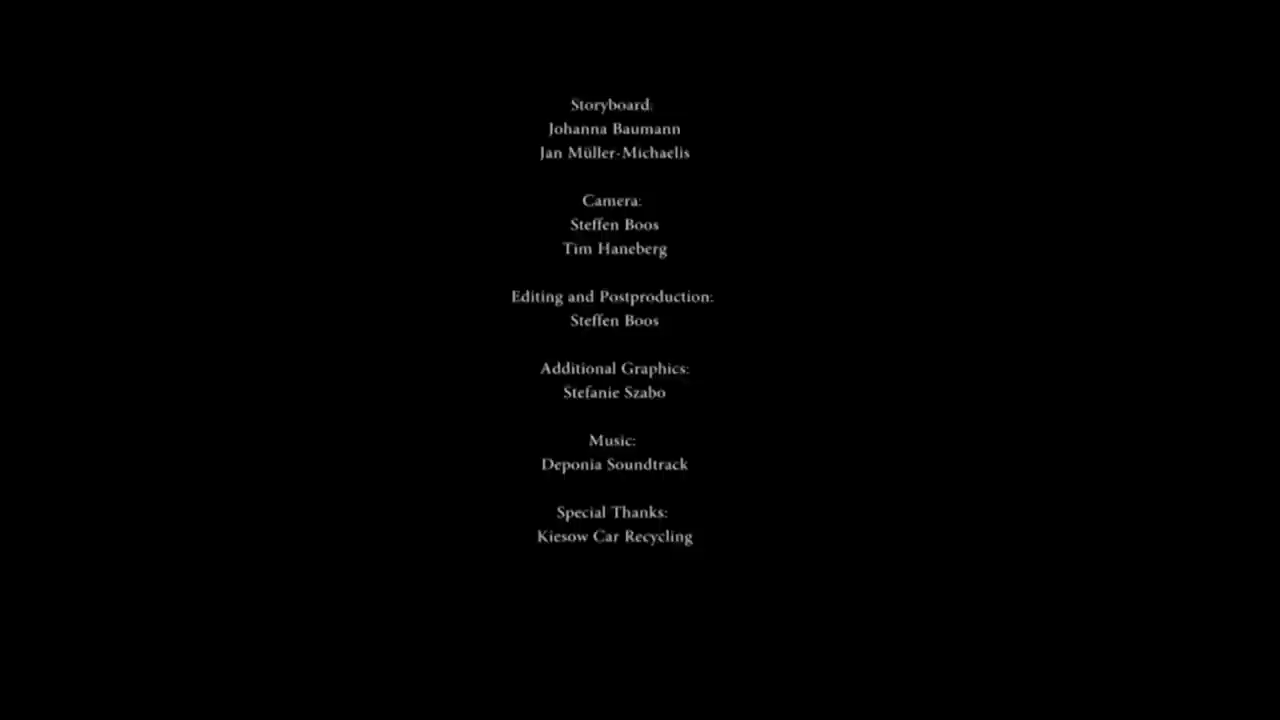 Storyboard:
Johanna Baumann
Jan Müller-Michaelis
Camera:
Steffen Boos
Tim Haneberg
Editing and Postproduction:
Steffen Boos
Additional Graphics:
Stefanie Szabo
Music:
Deponia Soundtrack
Special Thanks:
Kiesow Car Recycling